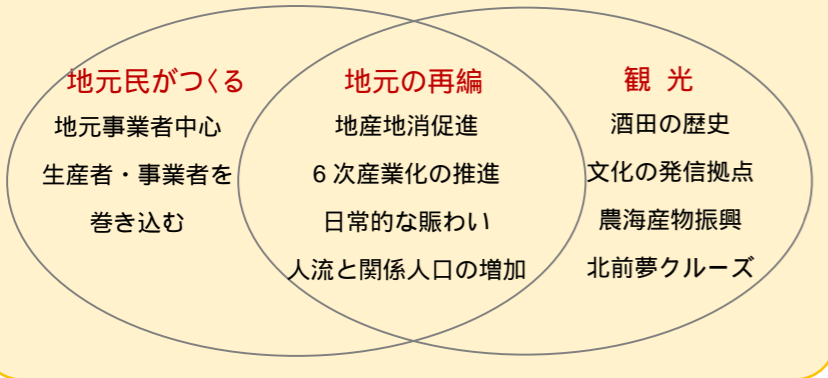 地元民がつくる
地元事業者中心
生産者・事業者を
巻き込む
地元の再編
地産地消促進
6次産業化の推進
日常的な賑わい
人流と関係人口の増加
観 光
酒田の歴史
文化の発信拠点
農海産物振興
北前夢クルーズ